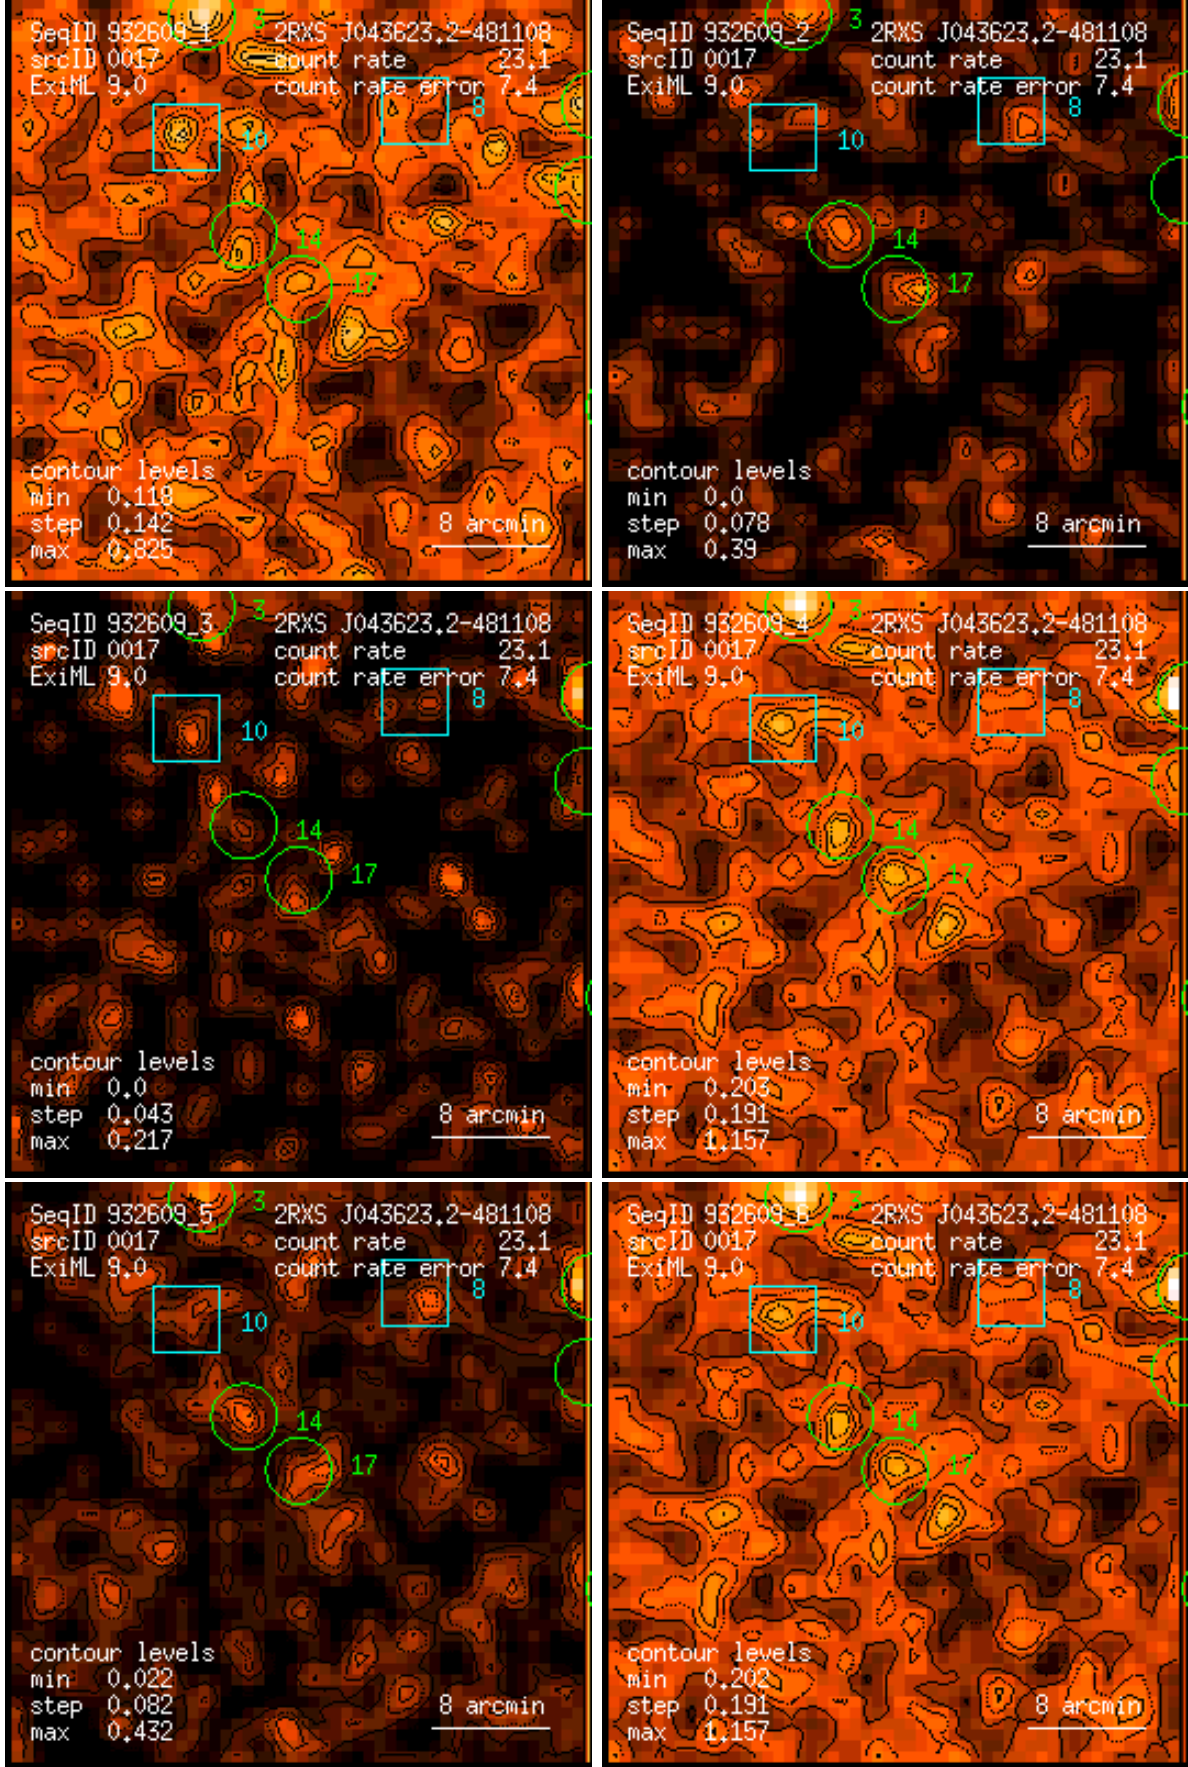 3
SeqID 932609_1 2RXS J043623.2-481108
srcID 0017 count rate 23.1
ExiML 9.0 count rate error 7.4
8
10
14
17
contour levels
min 0.118
step 0.142
max 0.825
8 arcmin
3
SeqID 932609_2 2RXS J043623.2-481108
srcID 0017 count rate 23.1
ExiML 9.0 count rate error 7.4
8
10
14
17
contour levels
min 0.0
step 0.078
max 0.39
8 arcmin
3
SeqID 932609_3 2RXS J043623.2-481108
srcID 0017 count rate 23.1
ExiML 9.0 count rate error 7.4
8
10
14
17
contour levels
min 0.0
step 0.043
max 0.217
8 arcmin
3
SeqID 932609_4 2RXS J043623.2-481108
srcID 0017 count rate 23.1
ExiML 9.0 count rate error 7.4
8
10
14
17
contour levels
min 0.203
step 0.191
max 1.157
8 arcmin
3
SeqID 932609_5 2RXS J043623.2-481108
srcID 0017 count rate 23.1
ExiML 9.0 count rate error 7.4
8
10
14
17
contour levels
min 0.022
step 0.082
max 0.432
8 arcmin
3
SeqID 932609_6 2RXS J043623.2-481108
srcID 0017 count rate 23.1
ExiML 9.0 count rate error 7.4
8
10
14
17
contour levels
min 0.202
step 0.191
max 1.157
8 arcmin